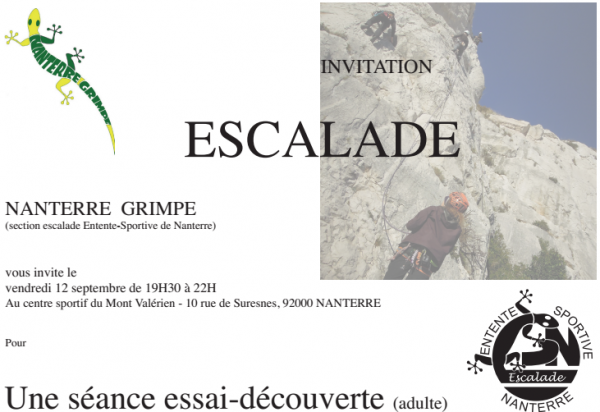 NANTERRE GRIMPE
INVITATION
ESCALADE
NANTERRE GRIMPE
(section escalade Entente-Sportive de Nanterre)
vous invite le
vendredi 12 septembre de 19H30 à 22H
Au centre sportif du Mont Valérien - 10 rue de Suresnes, 92000 NANTERRE
Pour
Une séance essai-découverte (adulte)
ENTENTE SPORTIVE
ESN
Escalade
NANTERRE